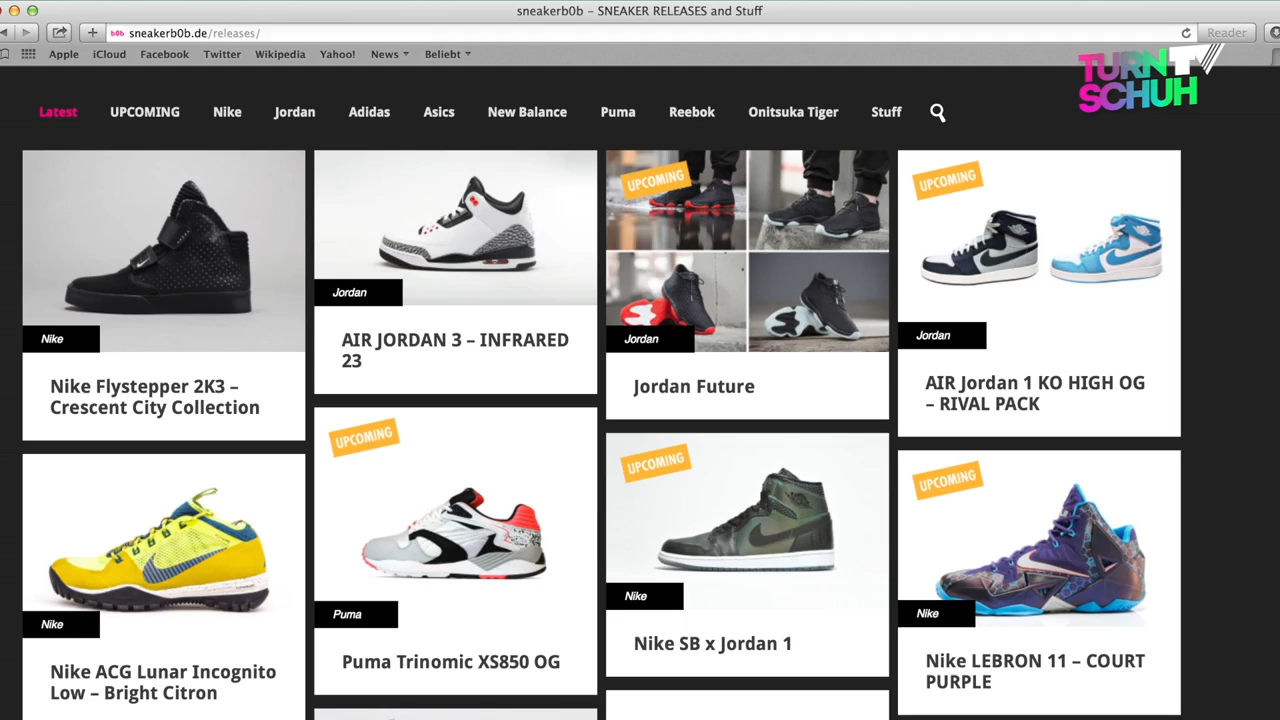 sneakerb0b – SNEAKER RELEASES and Stuff
b0b sneakerb0b.de/releases/
Reader
Apple iCloud Facebook Twitter Wikipedia Yahoo! News Beliebt
TURN TV
SCHUH
Latest UPCOMING Nike Jordan Adidas Asics New Balance Puma Reebok Onitsuka Tiger Stuff
Nike
Nike Flystepper 2K3 –
Crescent City Collection
Jordan
AIR JORDAN 3 – INFRARED
23
UPCOMING
Jordan
Jordan Future
UPCOMING
Jordan
AIR Jordan 1 KO HIGH OG
– RIVAL PACK
Nike
Nike ACG Lunar Incognito
Low – Bright Citron
UPCOMING
Puma
Puma Trinomic XS850 OG
UPCOMING
Nike
Nike SB x Jordan 1
UPCOMING
Nike
Nike LEBRON 11 – COURT
PURPLE